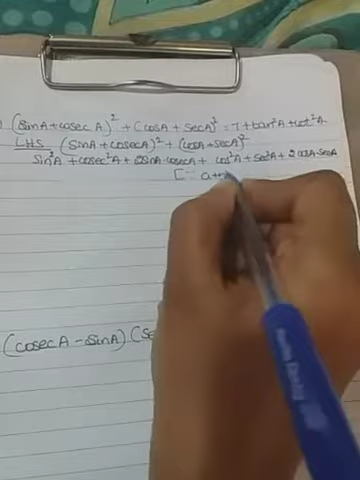 (sinA+cosec A)² + (cosA + secA)² = 7 + tan²A + cot²A
LHS (sinA + cosecA)² + (cosA + secA)²
sin²A + cosec²A + 2sinA·cosecA + cos²A + sec²A + 2cosA·secA
[∵ a+
(cosecA - sinA) (Se